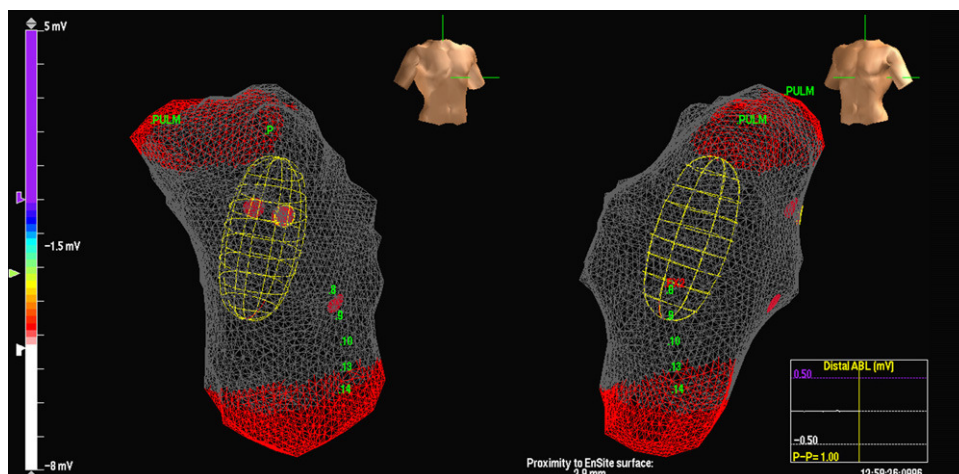 5 mV
−1.5 mV
−8 mV
PULM
P
.8
.9
.10
.13
.14
PULM
PULM
.8
.10
.13
.14
Distal ABL (mV)
0.50
−0.50
P−P= 1.00
Proximity to EnSite surface: